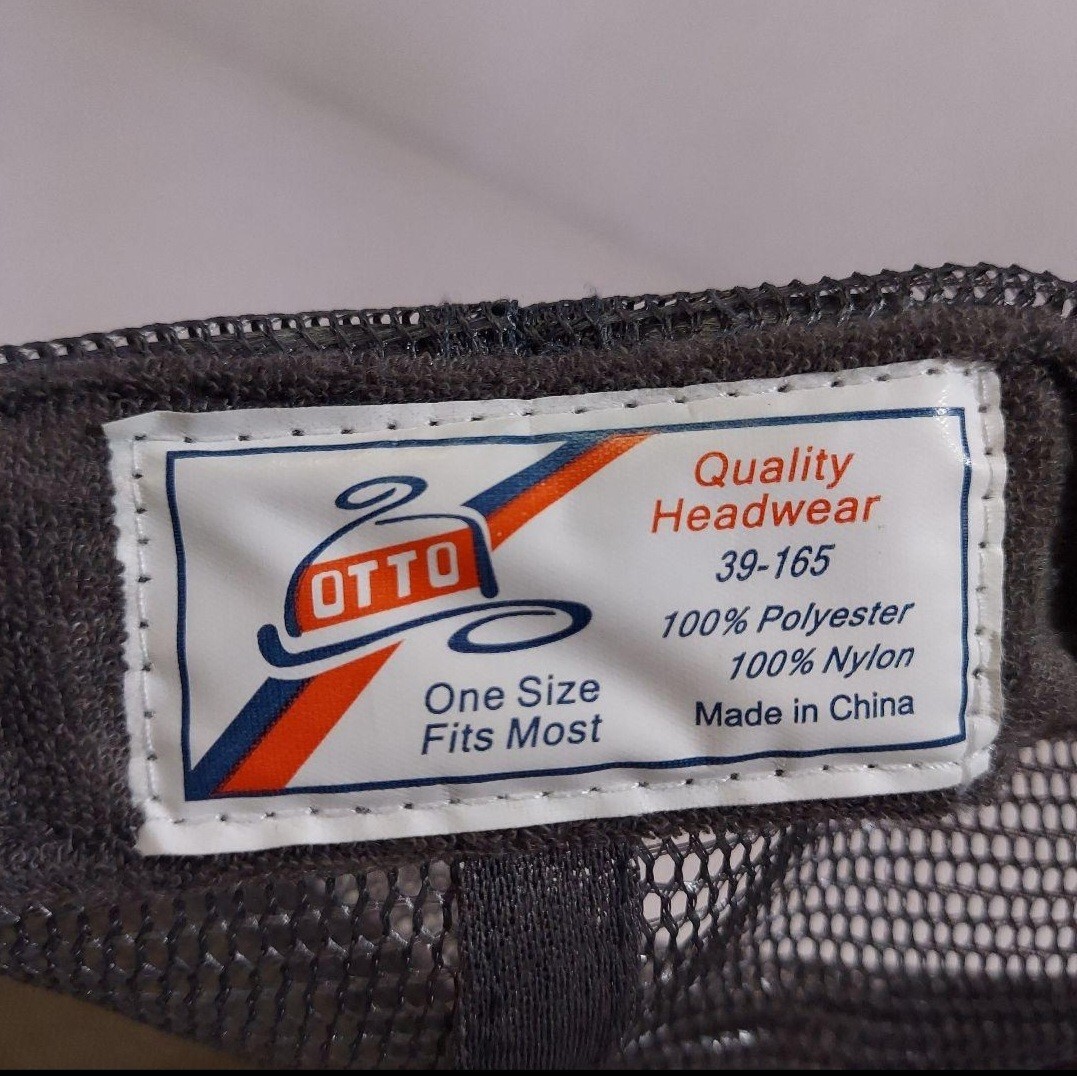 OTTO
One Size
Fits Most
Quality
Headwear
39-165
100% Polyester
100% Nylon
Made in China